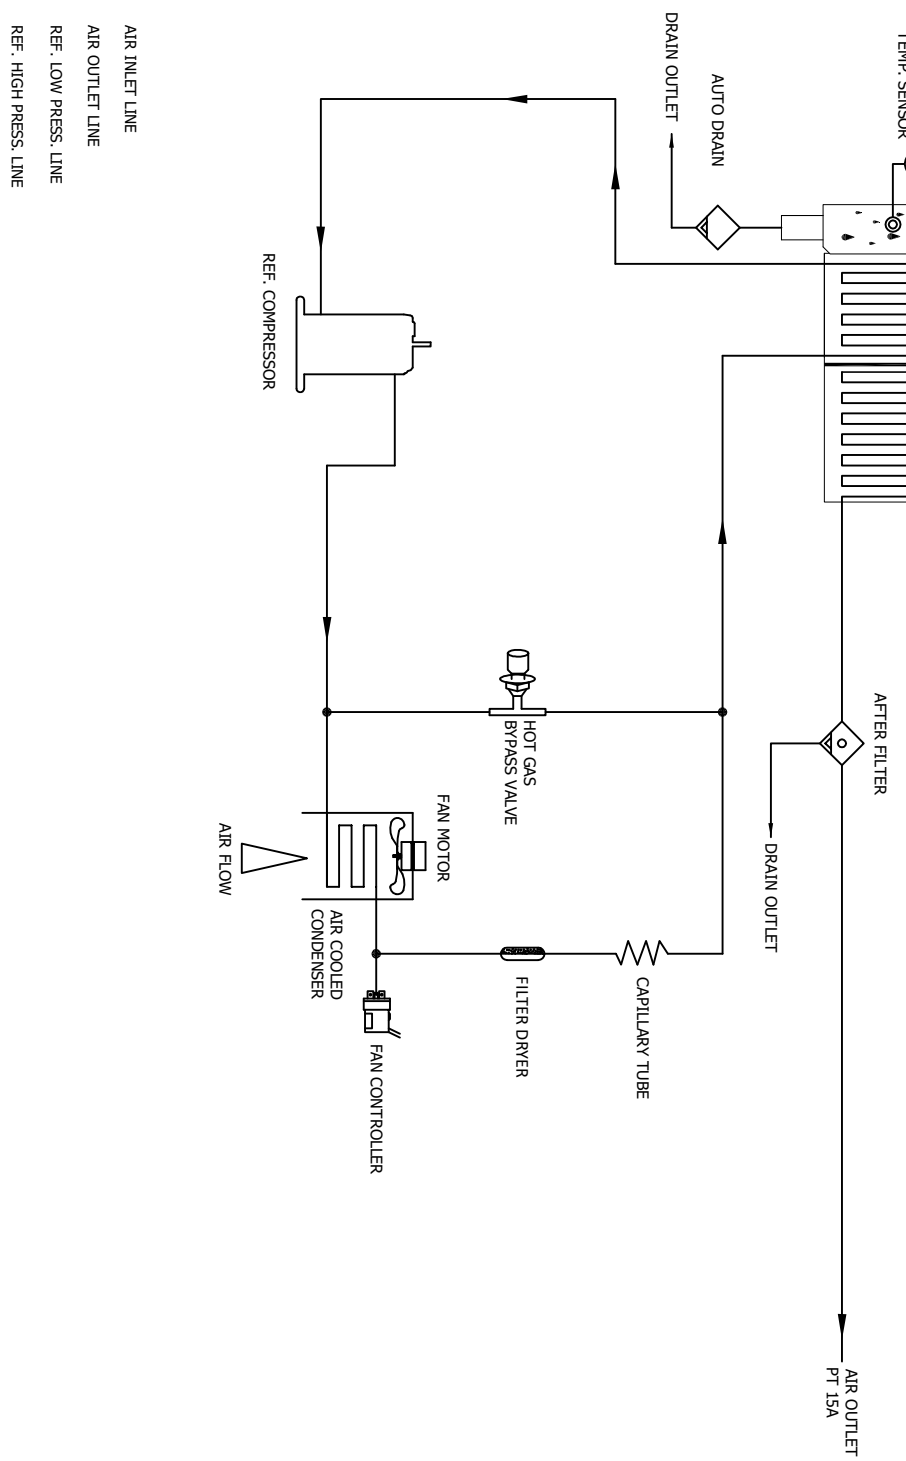 TEMP. SENSOR
DRAIN OUTLET
AUTO DRAIN
AIR INLET LINE
AIR OUTLET LINE
REF. LOW PRESS. LINE
REF. HIGH PRESS. LINE
REF. COMPRESSOR
AFTER FILTER
HOT GAS
BYPASS VALVE
FAN MOTOR
AIR FLOW
DRAIN OUTLET
AIR COOLED
CONDENSER
CAPILLARY TUBE
FILTER DRYER
FAN CONTROLLER
AIR OUTLET
PT 15A